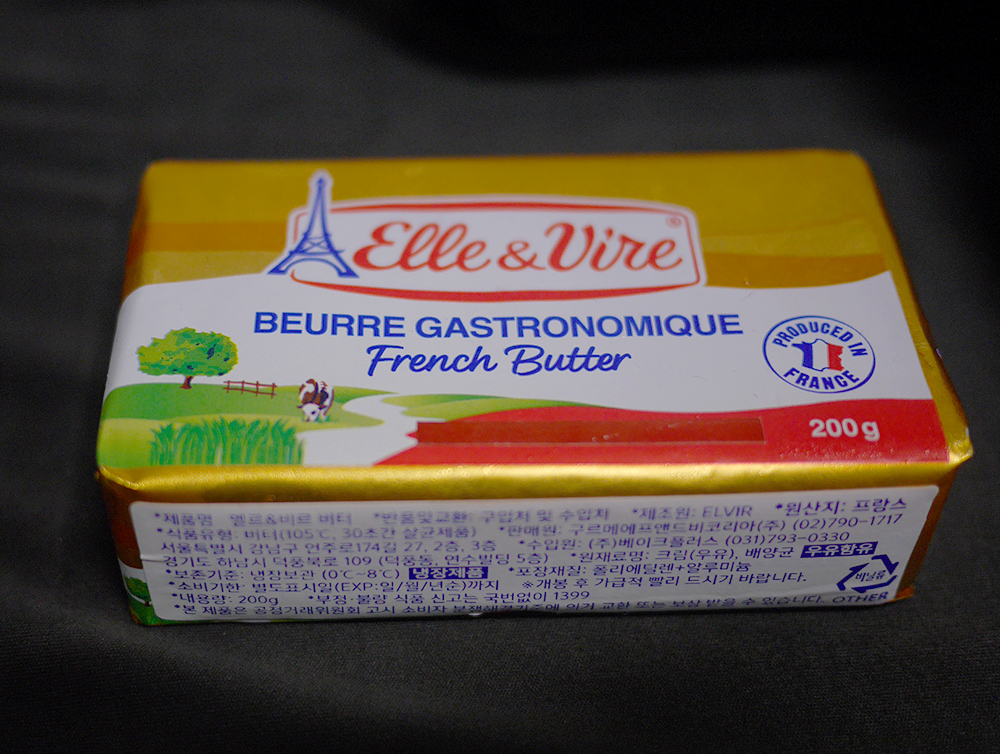 Elle & Vire®
BEURRE GASTRONOMIQUE
French Butter
PRODUCED IN FRANCE
200g
*제품명 엘르&비르 버터 *반품및교환: 구입처 및 수입처 *제조원: ELVIR *원산지: 프랑스
*식품유형: 버터(105℃, 30초간 살균제품) *판매원: 구르메에프앤드비코리아(주) (02)790-1717
서울특별시 강남구 언주로174길 27, 2층, 3층 *수입원: (주)베이크플러스 (031)793-0330
경기도 하남시 덕풍북로 109 (덕풍동, 연수빌딩 5층) *원재료명: 크림(우유), 배양균 우유함유
*보존기준: 냉장보관 (0℃~8℃) 냉장제품 *포장재질: 폴리에틸렌+알루미늄
*소비기한: 별도표시일(EXP:일/월/년순)까지 ※개봉 후 가급적 빨리 드시기 바랍니다.
*내용량: 200g *부정·불량 식품 신고는 국번없이 1399
*본 제품은 공정거래위원회 고시 소비자 분쟁해결기준에 의거 교환 또는 보상 받을 수 있습니다.
비닐류
OTHER